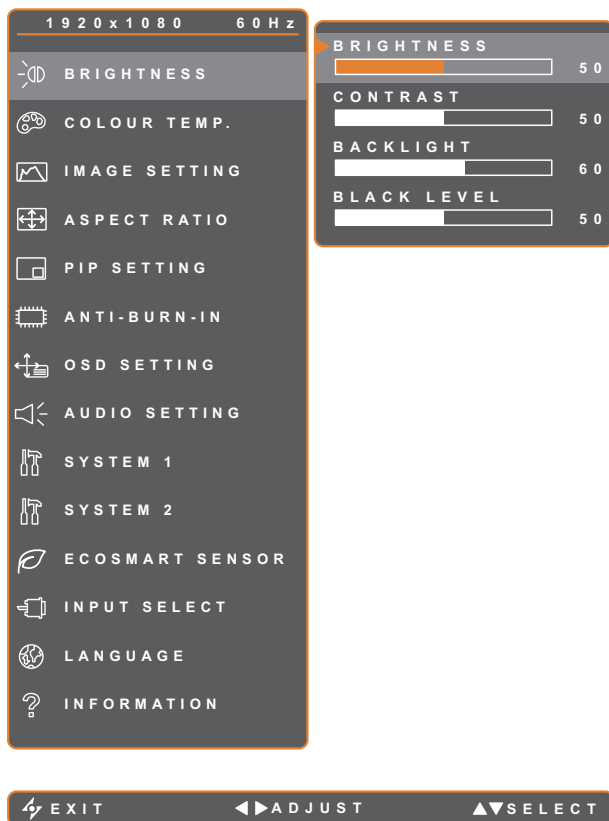 1920x1080 60Hz
BRIGHTNESS
COLOUR TEMP.
IMAGE SETTING
ASPECT RATIO
PIP SETTING
ANTI-BURN-IN
OSD SETTING
AUDIO SETTING
SYSTEM 1
SYSTEM 2
ECOSMART SENSOR
INPUT SELECT
LANGUAGE
INFORMATION
BRIGHTNESS
50
CONTRAST
50
BACKLIGHT
60
BLACK LEVEL
50
EXIT ADJUST SELECT